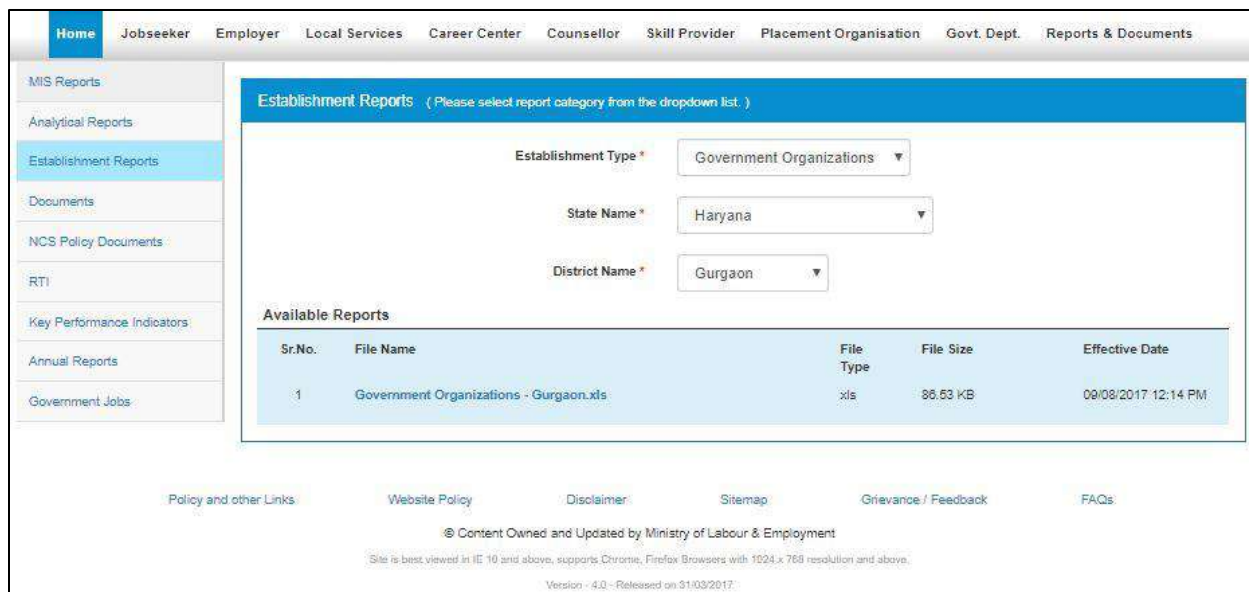 Home Jobseeker Employer Local Services Career Center Counsellor Skill Provider Placement Organisation Govt. Dept. Reports & Documents
MIS Reports
Analytical Reports
Establishment Reports
Documents
NCS Policy Documents
RTI
Key Performance Indicators
Annual Reports
Government Jobs
Establishment Reports ( Please select report category from the dropdown list. )
Establishment Type * Government Organizations
State Name * Haryana
District Name * Gurgaon
Available Reports
Sr.No. File Name File Type File Size Effective Date
1 Government Organizations - Gurgaon.xls xls 86.53 KB 09/08/2017 12:14 PM
Policy and other Links Website Policy Disclaimer Sitemap Grievance / Feedback FAQs
© Content Owned and Updated by Ministry of Labour & Employment
Site is best viewed in IE 10 and above, supports Chrome, Firefox Browsers with 1024 x 768 resolution and above.
Version - 4.0 - Released on 31/03/2017